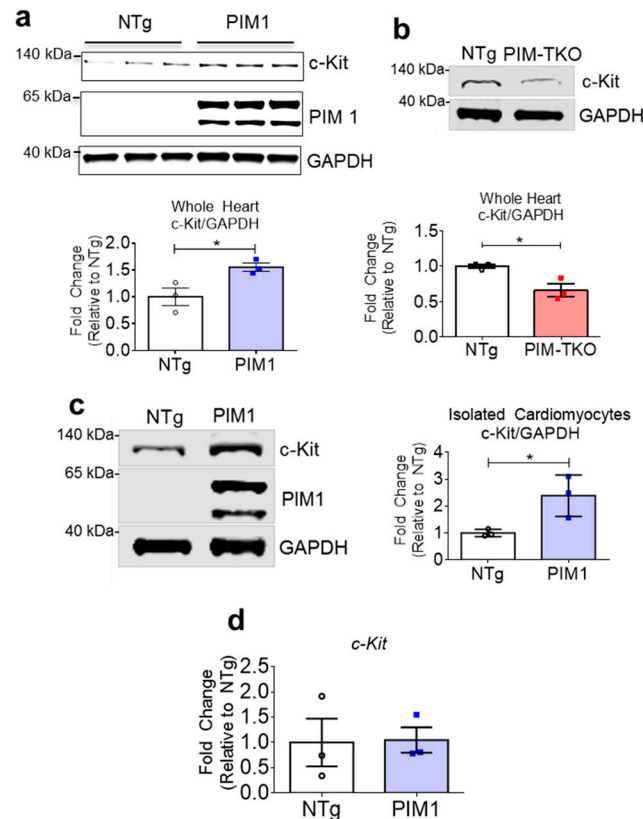 a
NTg PIM1
140 kDa
c-Kit
65 kDa
PIM 1
40 kDa
GAPDH
Whole Heart
c-Kit/GAPDH
Fold Change
(Relative to NTg)
2.0
1.5
1.0
0.5
0.0
*
NTg PIM1
b
NTg PIM-TKO
140 kDa
c-Kit
40 kDa
GAPDH
Whole Heart
c-Kit/GAPDH
Fold Change
(Relative to NTg)
1.5
1.0
0.5
0.0
*
NTg PIM-TKO
c
NTg PIM1
140 kDa
c-Kit
65 kDa
PIM1
40 kDa
GAPDH
Isolated Cardiomyocytes
c-Kit/GAPDH
Fold Change
(Relative to NTg)
4
3
2
1
0
*
NTg PIM1
d
c-Kit
Fold Change
(Relative to NTg)
2.5
2.0
1.5
1.0
0.5
0.0
NTg PIM1